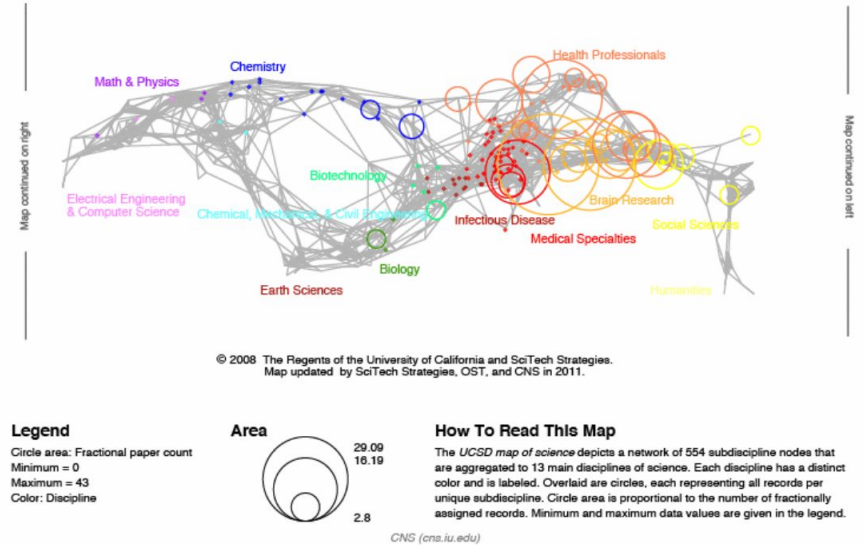 Health Professionals
Chemistry
Math & Physics
Map continued on right
Map continued on left
Biotechnology
Electrical Engineering
& Computer Science
Chemical, Mechanical, & Civil Engineering
Brain Research
Infectious Disease
Social Sciences
Medical Specialties
Biology
Earth Sciences
Humanities
© 2008 The Regents of the University of California and SciTech Strategies.
Map updated by SciTech Strategies, OST, and CNS in 2011.
Legend
Circle area: Fractional paper count
Minimum = 0
Maximum = 43
Color: Discipline
Area
29.09
16.19
2.8
How To Read This Map
The UCSD map of science depicts a network of 554 subdiscipline nodes that
are aggregated to 13 main disciplines of science. Each discipline has a distinct
color and is labeled. Overlaid are circles, each representing all records per
unique subdiscipline. Circle area is proportional to the number of fractionally
assigned records. Minimum and maximum data values are given in the legend.
CNS (cns.iu.edu)